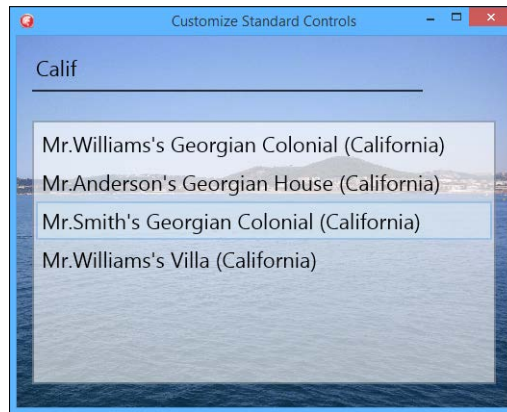 Customize Standard Controls
Calif
Mr.Williams's Georgian Colonial (California)
Mr.Anderson's Georgian House (California)
Mr.Smith's Georgian Colonial (California)
Mr.Williams's Villa (California)